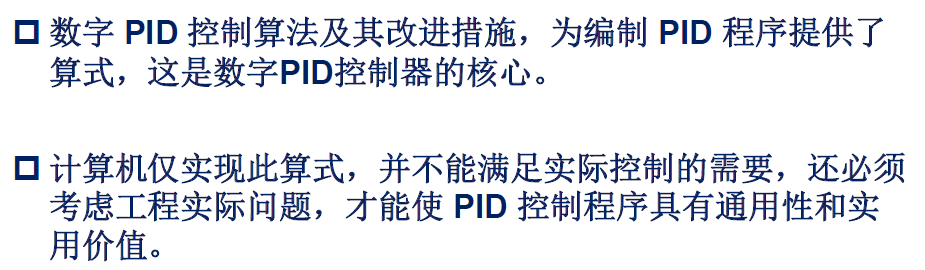 数字 PID 控制算法及其改进措施，为编制 PID 程序提供了
算式，这是数字PID控制器的核心。
计算机仅实现此算式，并不能满足实际控制的需要，还必须
考虑工程实际问题，才能使 PID 控制程序具有通用性和实
用价值。